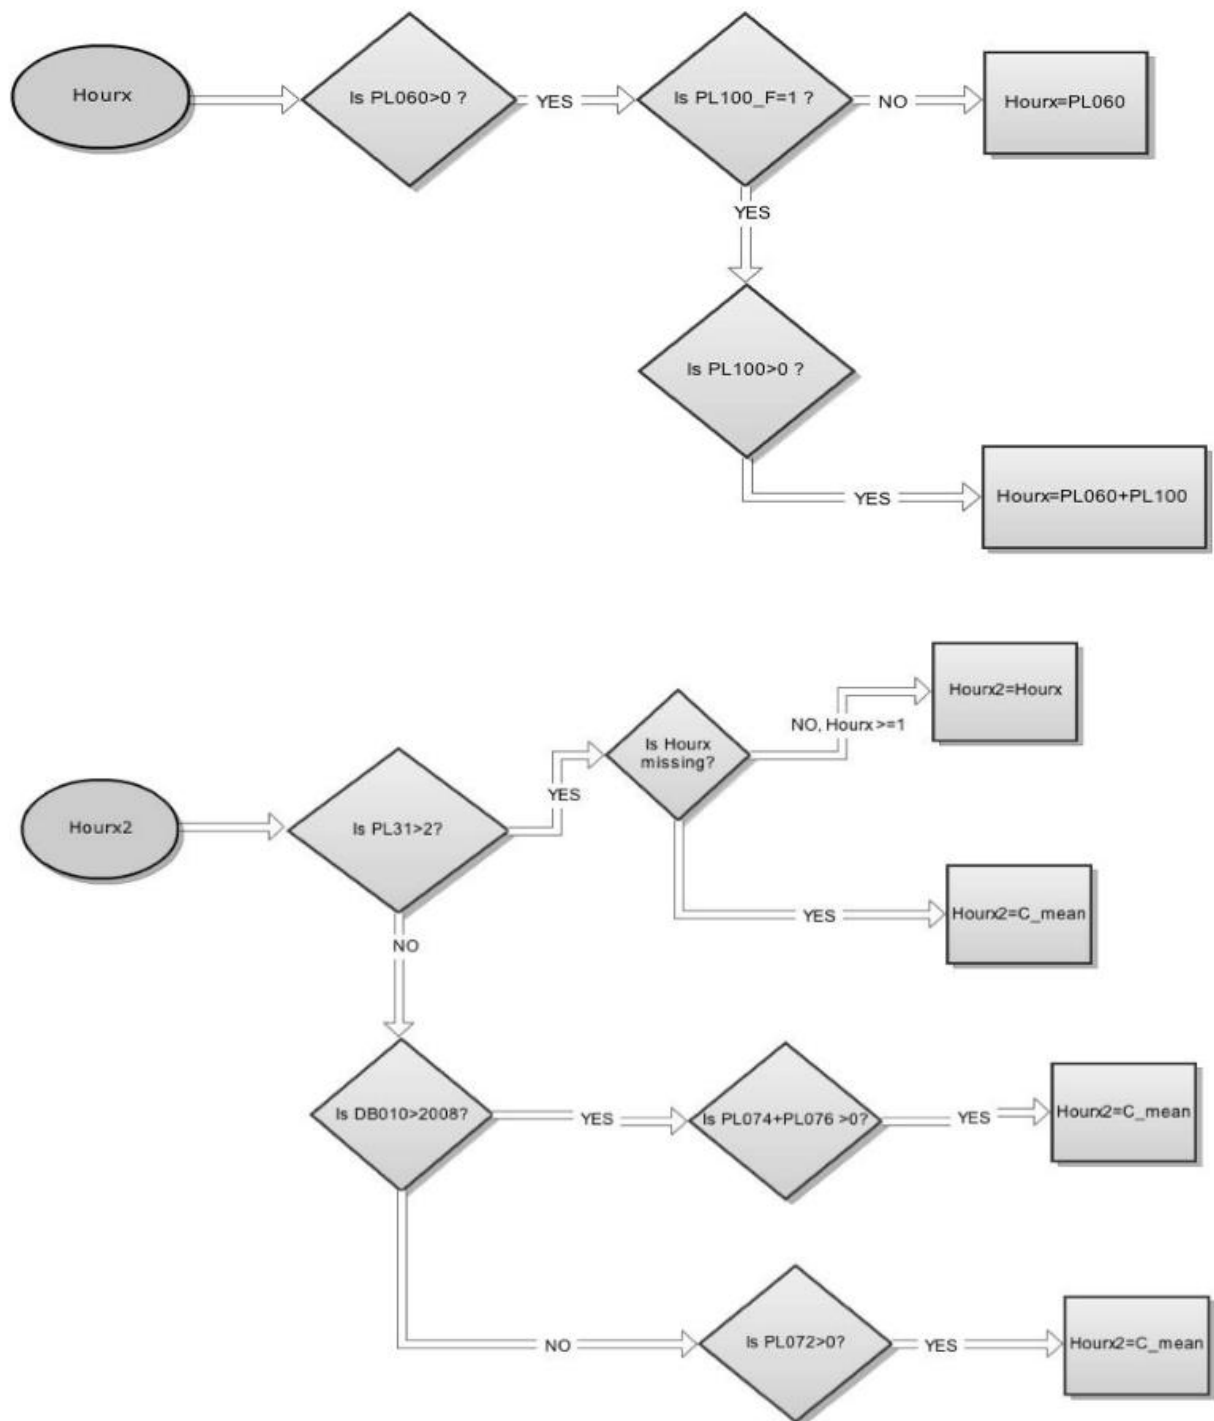 Hourx
Is PL060>0 ?
YES
Is PL100_F=1 ?
NO
Hourx=PL060
YES
Is PL100>0 ?
YES
Hourx=PL060+PL100
Hourx2=Hourx
NO, Hourx >=1
Is Hourx
missing?
YES
Hourx2
Is PL31>2?
YES
Hourx2=C_mean
NO
Is DB010>2008?
YES
Is PL074+PL076 >0?
YES
Hourx2=C_mean
NO
Is PL072>0?
YES
Hourx2=C_mean